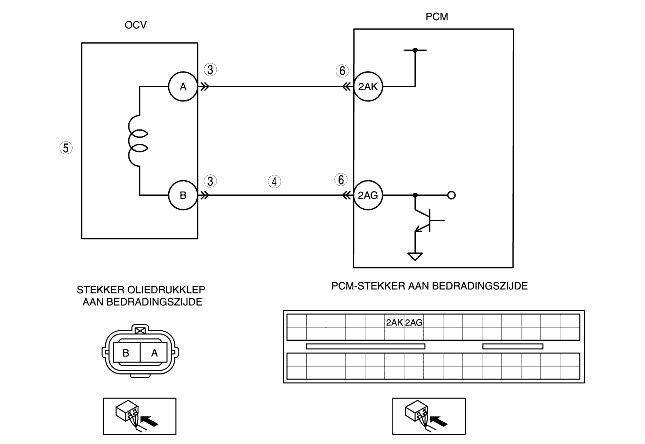 OCV
PCM
A
3
6
2AK
5
B
3
4
6
2AG
STEKKER OLIEDRUKKLEP
AAN BEDRADINGSZIJDE
PCM-STEKKER AAN BEDRADINGSZIJDE
2AK 2AG
B A